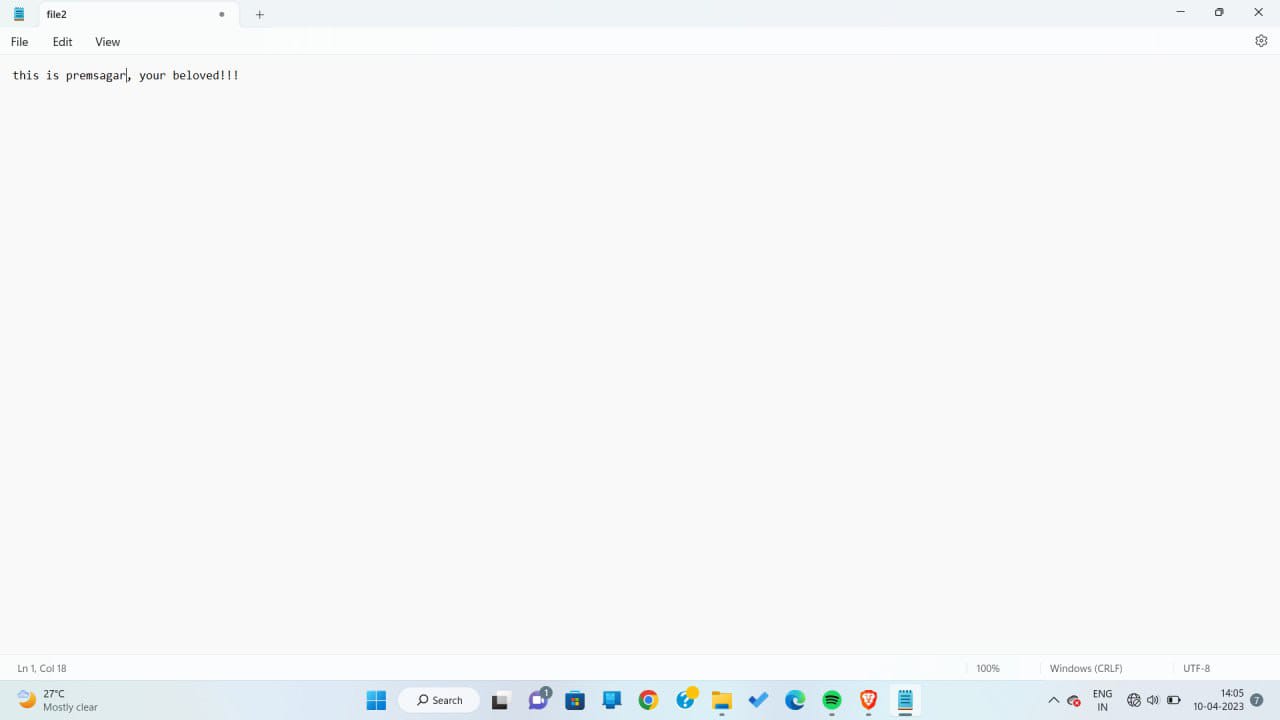 file2
File Edit View
this is premsagar, your beloved!!!
Ln 1, Col 18 100% Windows (CRLF) UTF-8
27°C
Mostly clear
Search
1
ENG
IN
14:05
10-04-2023
7